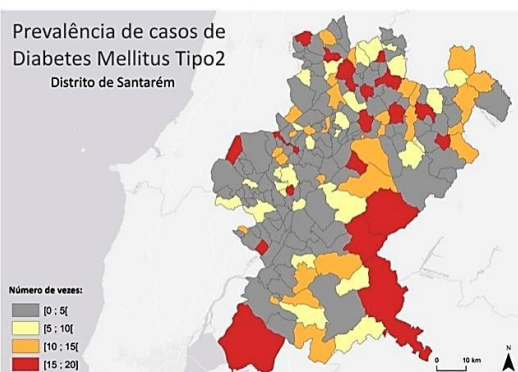 Prevalência de casos de
Diabetes Mellitus Tipo2
Distrito de Santarém
Número de vezes:
[0 ; 5[
[5 ; 10[
[10 ; 15[
[15 ; 20]
0 10 km
N